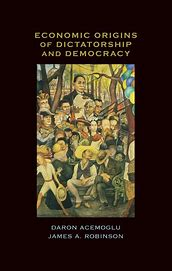 ECONOMIC ORIGINS
OF DICTATORSHIP
AND DEMOCRACY
DARON ACEMOGLU
JAMES A. ROBINSON